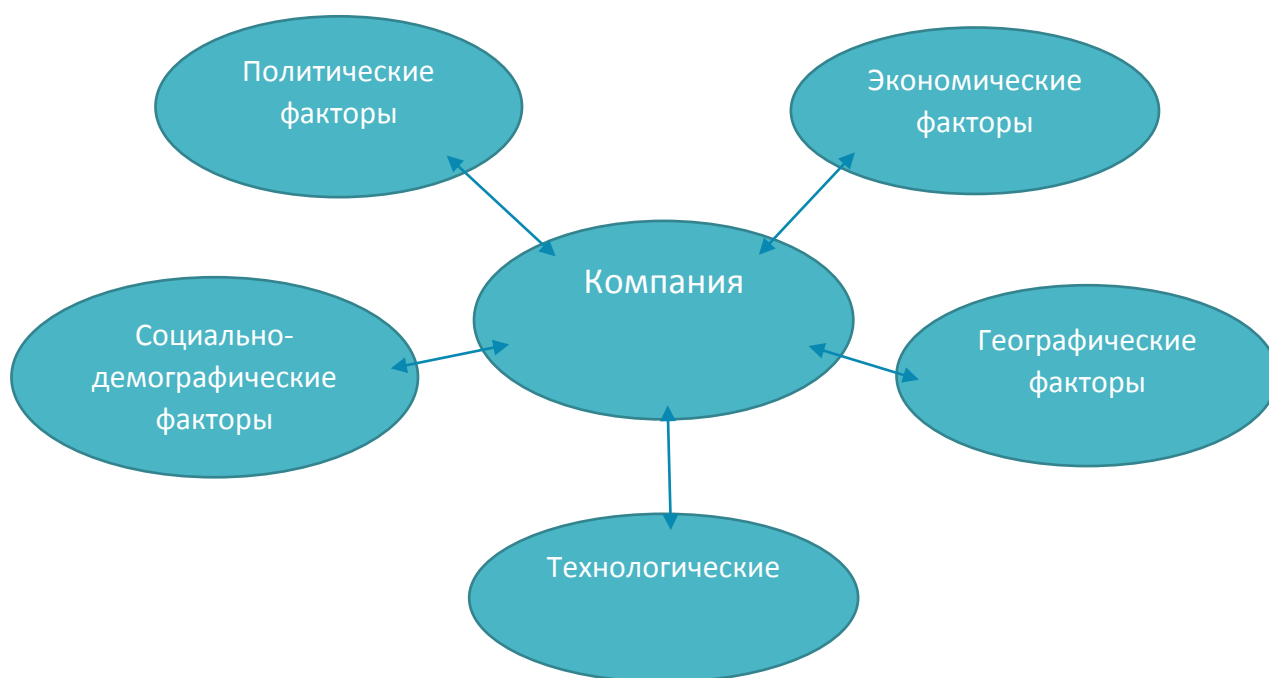 Политические
факторы
Экономические
факторы
Компания
Социально-
демографические
факторы
Географические
факторы
Технологические